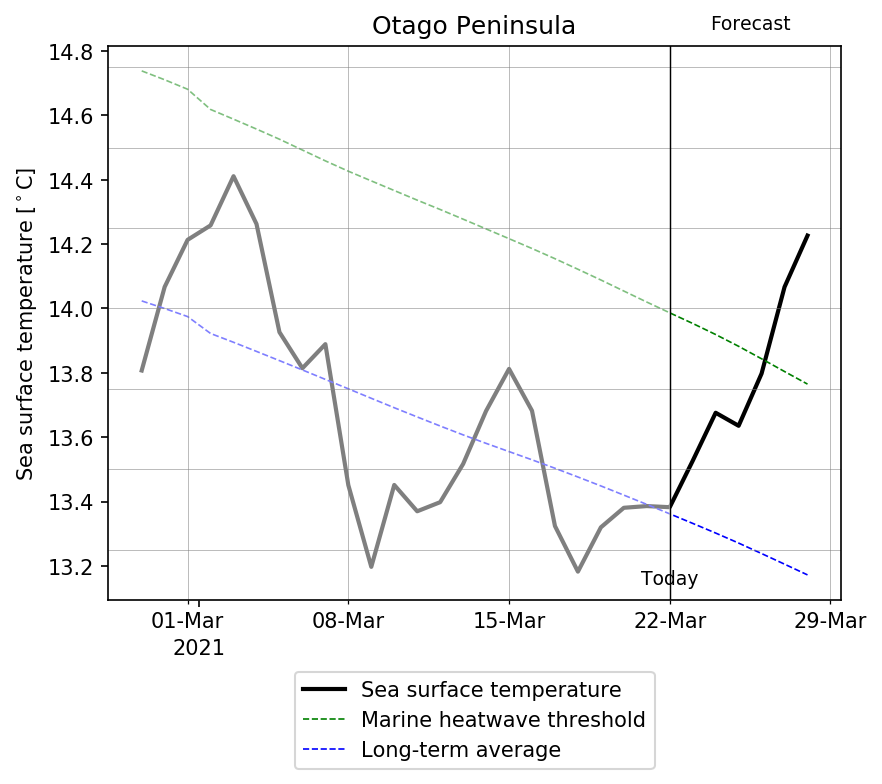 Otago Peninsula
Forecast
Sea surface temperature [°C]
14.8
14.6
14.4
14.2
14.0
13.8
13.6
13.4
13.2
Today
01-Mar 08-Mar 15-Mar 22-Mar 29-Mar
2021
Sea surface temperature
Marine heatwave threshold
Long-term average